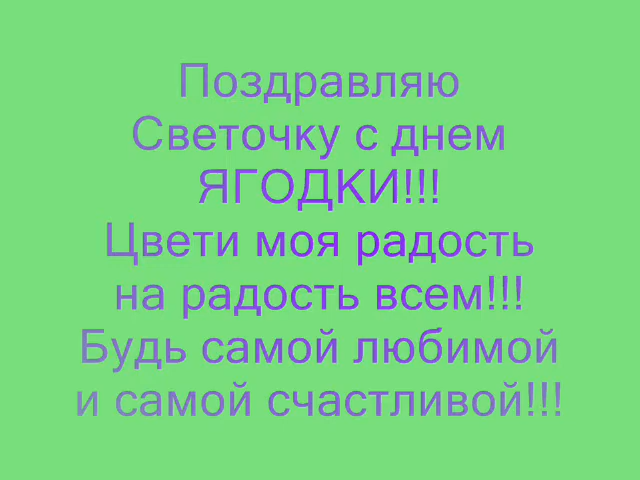 Поздравляю
Светочку с днем
ЯГОДКИ!!!
Цвети моя радость
на радость всем!!!
Будь самой любимой
и самой счастливой!!!